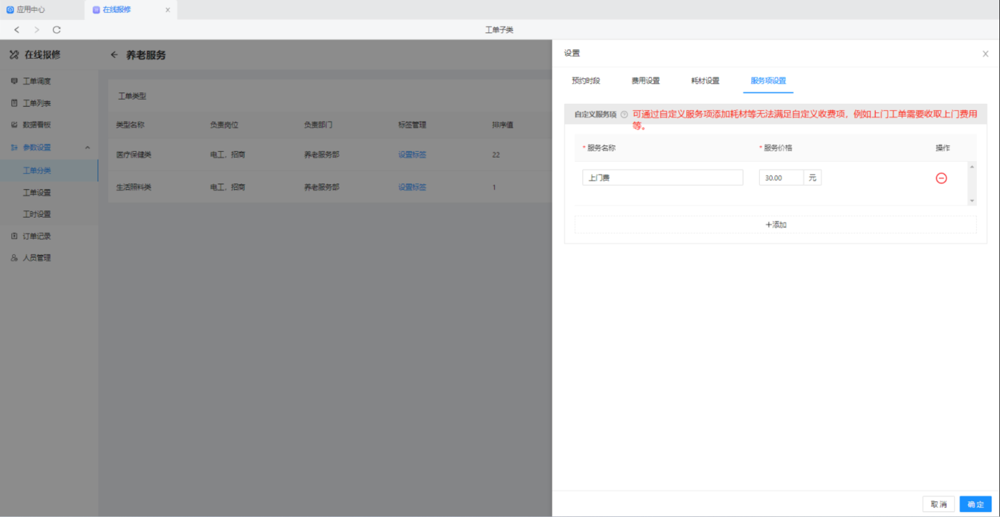 应用中心
在线报修
工单子类
在线报修
工单调度
工单列表
数据看板
参数设置
工单分类
工单设置
工时设置
订单记录
人员管理
养老服务
工单类型
类型名称 负责岗位 负责部门 标签管理 排序值
医疗保健类 电工，招商 养老服务部 设置标签 22
生活照料类 电工，招商 养老服务部 设置标签 1
设置
预约时段 费用设置 耗材设置 服务项设置
自定义服务项 可通过自定义服务项添加耗材等无法满足自定义收费项，例如上门工单需要收取上门费用
等。
* 服务名称 * 服务价格 操作
上门费 30.00 元
+添加
取消 确定